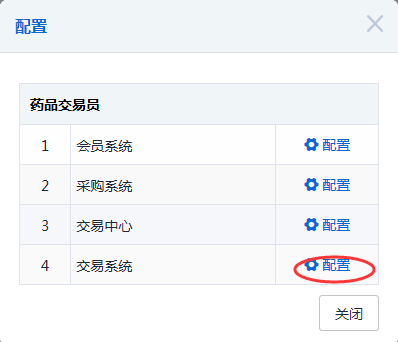 配置
药品交易员
1 会员系统 配置
2 采购系统 配置
3 交易中心 配置
4 交易系统 配置
关闭